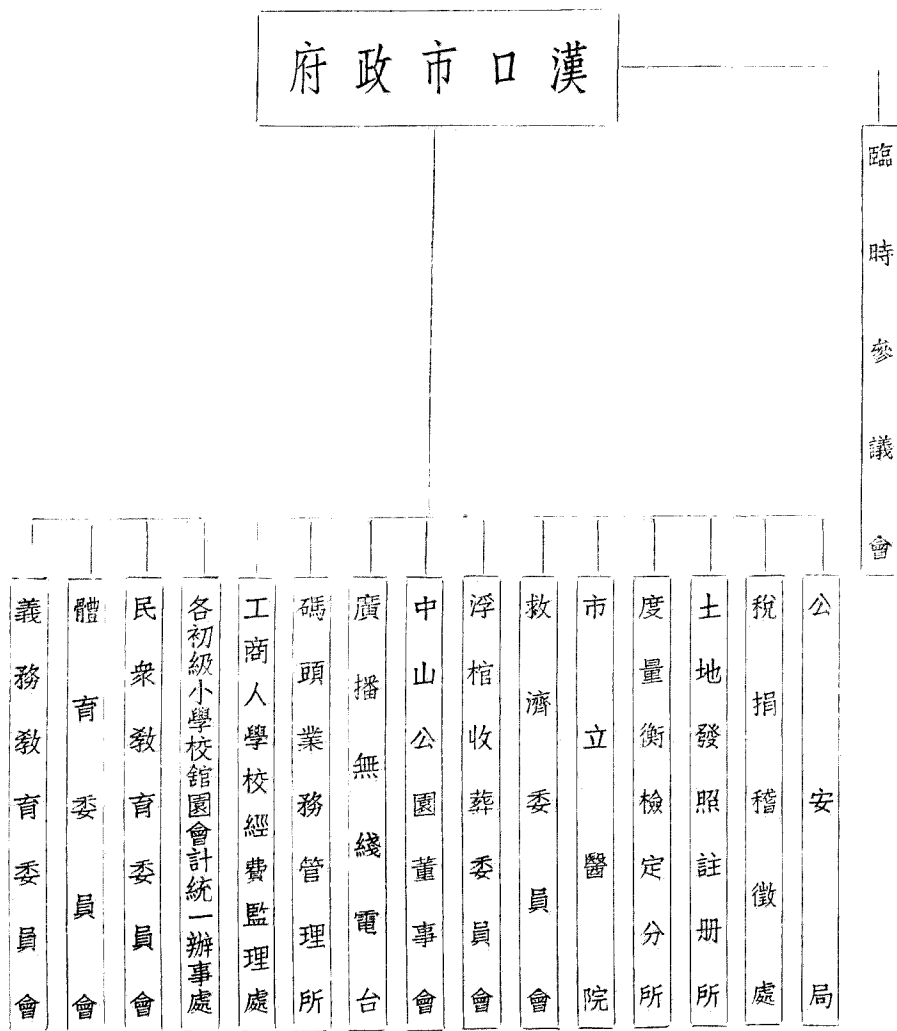 漢口市政府
臨時參議會
公安局
稅捐稽徵處
土地發照註册所
度量衡檢定分所
市立醫院
救濟委員會
浮棺收葬委員會
中山公園董事會
廣播無綫電台
碼頭業務管理所
工商人學校經費監理處
各初級小學校舘園會計統一辦事處
民衆教育委員會
體育委員會
義務教育委員會